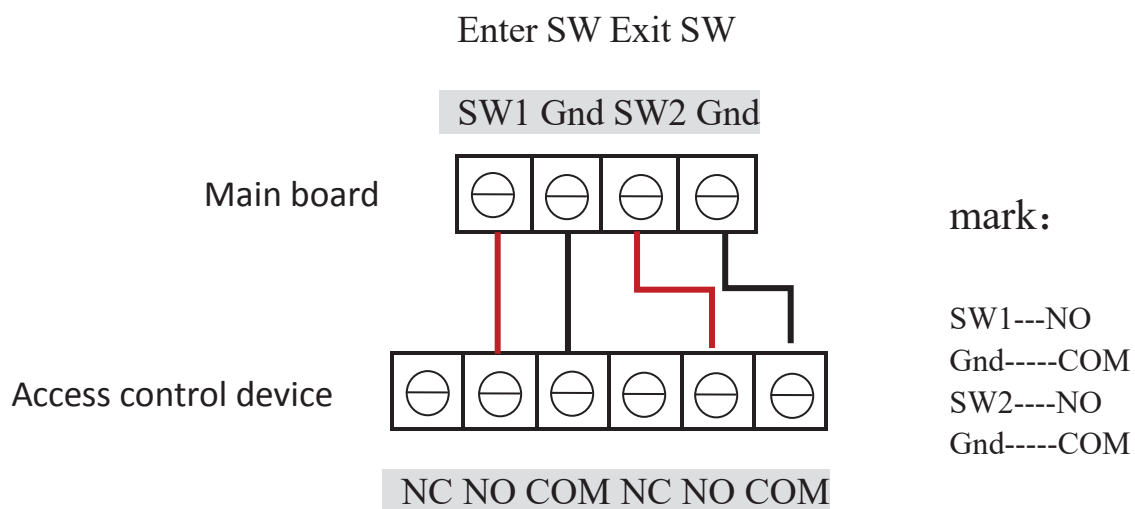 Enter SW Exit SW
SW1 Gnd SW2 Gnd
Main board
mark：
SW1---NO
Gnd-----COM
Access control device
SW2----NO
Gnd-----COM
NC NO COM NC NO COM